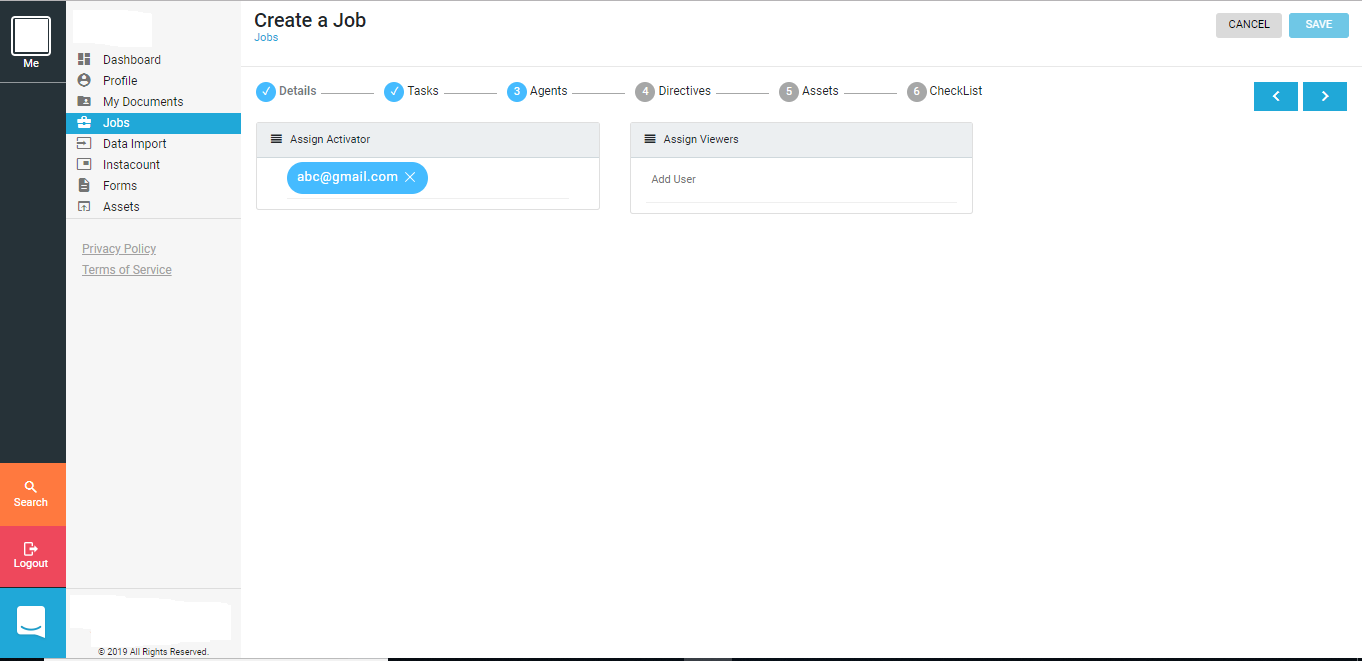 Me
Search
Logout
Dashboard
Profile
My Documents
Jobs
Data Import
Instacount
Forms
Assets
Privacy Policy
Terms of Service
© 2019 All Rights Reserved.
Create a Job
Jobs
CANCEL SAVE
Details Tasks 3 Agents 4 Directives 5 Assets 6 CheckList
Assign Activator
abc@gmail.com
Assign Viewers
Add User